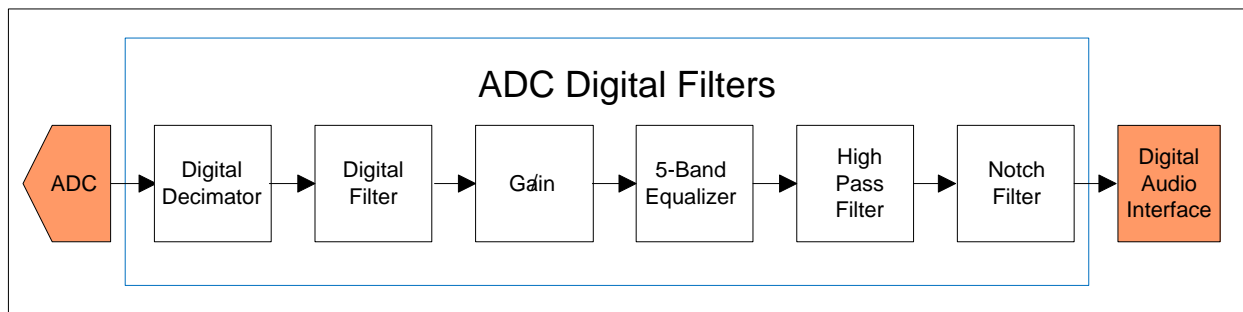 ADC Digital Filters
ADC
Digital
Decimator
Digital
Filter
Gain
5-Band
Equalizer
High
Pass
Filter
Notch
Filter
Digital
Audio
Interface